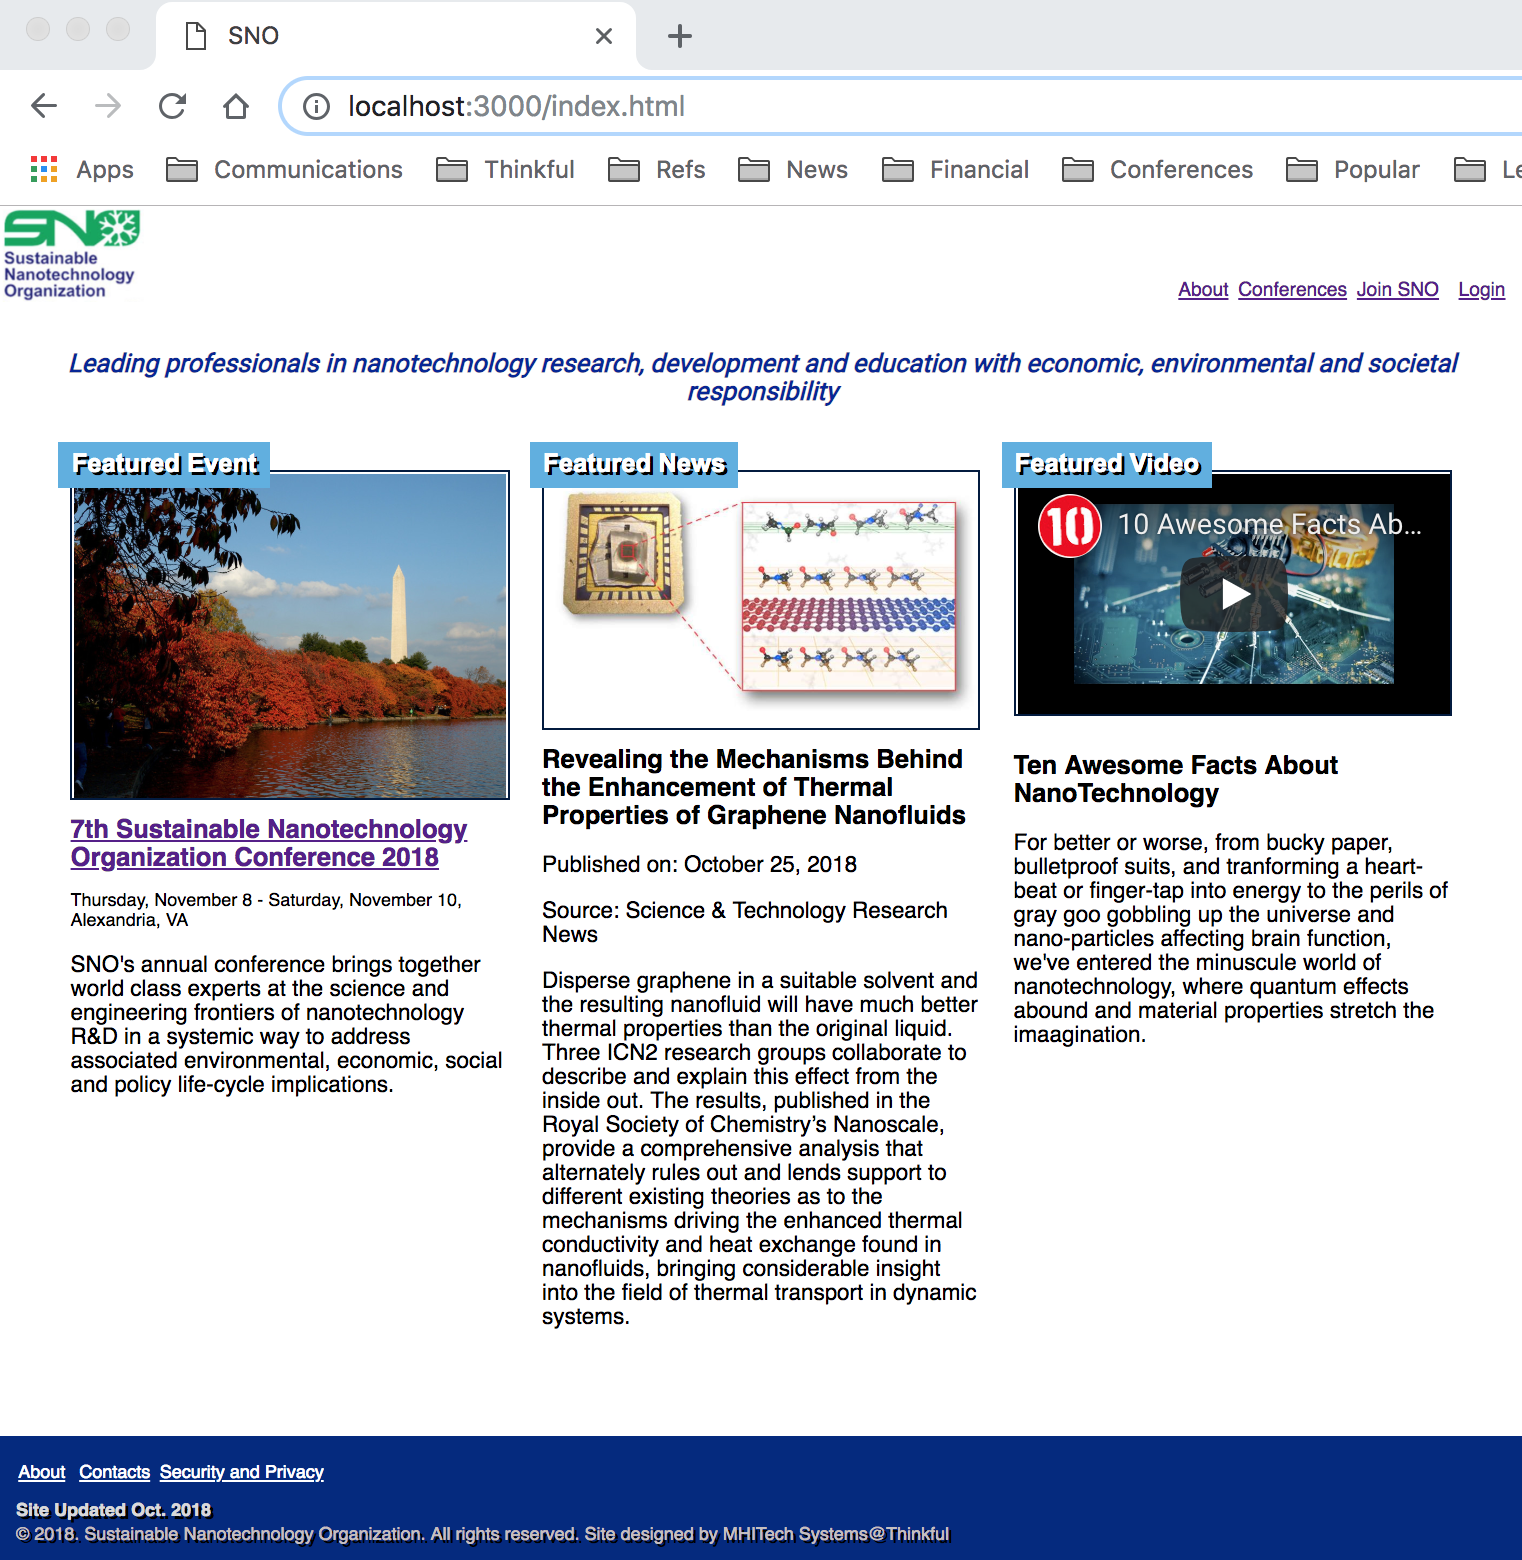 SNO
localhost:3000/index.html
Apps Communications Thinkful Refs News Financial Conferences Popular Le
SNO
Sustainable
Nanotechnology
Organization
About Conferences Join SNO Login
Leading professionals in nanotechnology research, development and education with economic, environmental and societal
responsibility
Featured Event
7th Sustainable Nanotechnology
Organization Conference 2018
Thursday, November 8 - Saturday, November 10,
Alexandria, VA
SNO's annual conference brings together
world class experts at the science and
engineering frontiers of nanotechnology
R&D in a systemic way to address
associated environmental, economic, social
and policy life-cycle implications.
Featured News
Revealing the Mechanisms Behind
the Enhancement of Thermal
Properties of Graphene Nanofluids
Published on: October 25, 2018
Source: Science & Technology Research
News
Disperse graphene in a suitable solvent and
the resulting nanofluid will have much better
thermal properties than the original liquid.
Three ICN2 research groups collaborate to
describe and explain this effect from the
inside out. The results, published in the
Royal Society of Chemistry’s Nanoscale,
provide a comprehensive analysis that
alternately rules out and lends support to
different existing theories as to the
mechanisms driving the enhanced thermal
conductivity and heat exchange found in
nanofluids, bringing considerable insight
into the field of thermal transport in dynamic
systems.
Featured Video
10 10 Awesome Facts Ab...
Ten Awesome Facts About
NanoTechnology
For better or worse, from bucky paper,
bulletproof suits, and tranforming a heart-
beat or finger-tap into energy to the perils of
gray goo gobbling up the universe and
nano-particles affecting brain function,
we've entered the minuscule world of
nanotechnology, where quantum effects
abound and material properties stretch the
imaagination.
About Contacts Security and Privacy
Site Updated Oct. 2018
© 2018. Sustainable Nanotechnology Organization. All rights reserved. Site designed by MHITech Systems@Thinkful